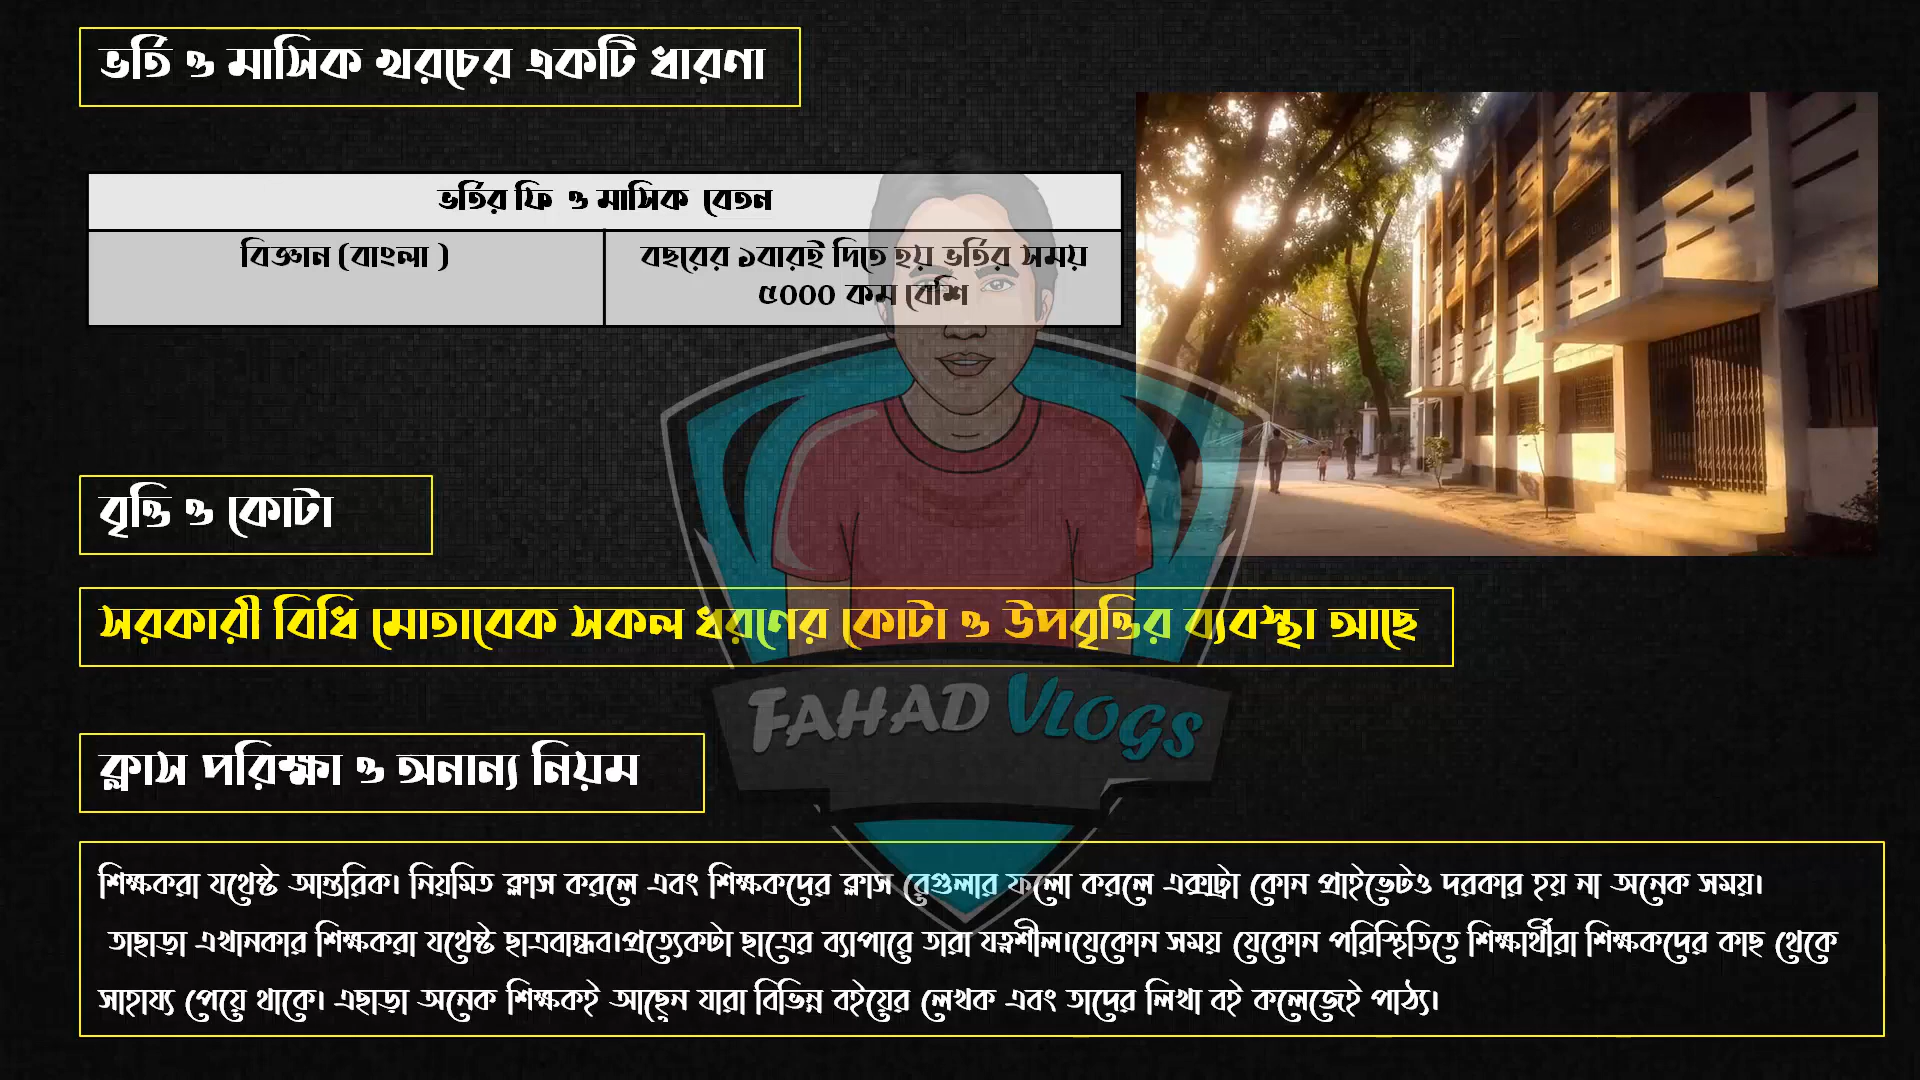 ভর্তি ও মাসিক খরচের একটি ধারণা
ভর্তির ফি ও মাসিক বেতন
বিজ্ঞান (বাংলা )
বছরের ১বারই দিতে হয় ভর্তির সময়
৫০০০ কম বেশি
বৃত্তি ও কোটা
সরকারী বিধি মোতাবেক সকল ধরণের কোটা ও উপবৃত্তির ব্যবস্থা আছে
FAHAD VLOGS
ক্লাস পরিক্ষা ও অনান্য নিয়ম
শিক্ষকরা যথেষ্ট আন্তরিক। নিয়মিত ক্লাস করলে এবং শিক্ষকদের ক্লাস রেগুলার ফলো করলে এক্সট্রা কোন প্রাইভেটও দরকার হয় না অনেক সময়।
তাছাড়া এখানকার শিক্ষকরা যথেষ্ট ছাত্রবান্ধব।প্রত্যেকটা ছাত্রের ব্যাপারে তারা যত্নশীল।যেকোন সময় যেকোন পরিস্থিতিতে শিক্ষার্থীরা শিক্ষকদের কাছ থেকে
সাহায্য পেয়ে থাকে। এছাড়া অনেক শিক্ষকই আছেন যারা বিভিন্ন বইয়ের লেখক এবং তাদের লিখা বই কলেজেই পাঠ্য।